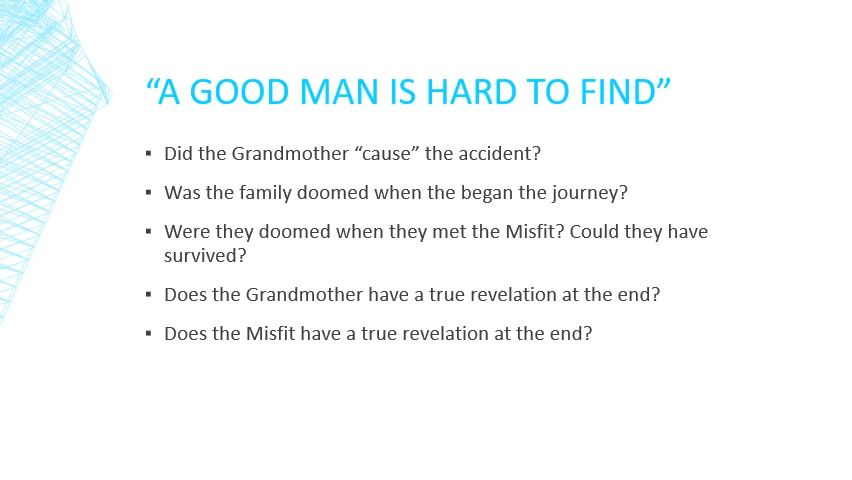 “A GOOD MAN IS HARD TO FIND”
▪ Did the Grandmother “cause” the accident?
▪ Was the family doomed when the began the journey?
▪ Were they doomed when they met the Misfit? Could they have
survived?
▪ Does the Grandmother have a true revelation at the end?
▪ Does the Misfit have a true revelation at the end?